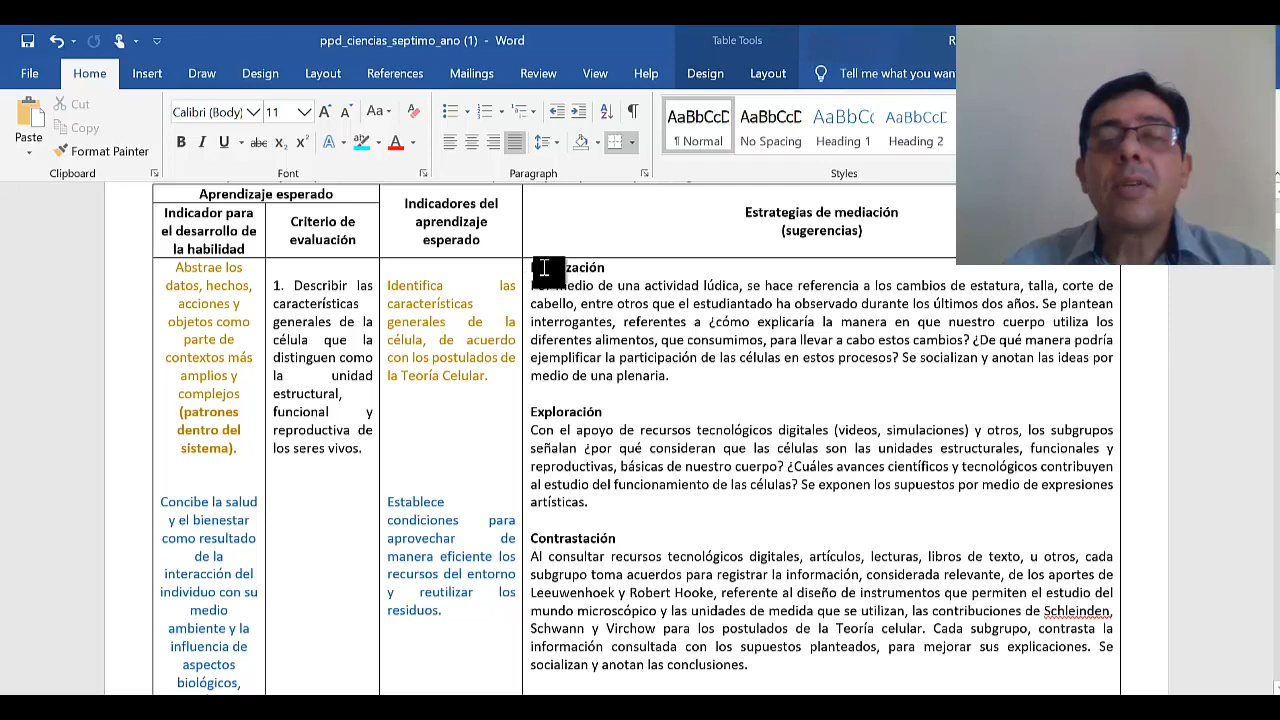 ppd_ciencias_septimo_ano (1) - Word
Table Tools
R
File
Home
Insert
Draw
Design
Layout
References
Mailings
Review
View
Help
Design
Layout
Tell me what you wan
Paste
Cut
Copy
Format Painter
Clipboard
Calibri (Body)
11
Font
Paragraph
AaBbCcD
AaBbCcD
AaBbCc
AaBbCcD
¶ Normal
No Spacing
Heading 1
Heading 2
Styles
Aprendizaje esperado
Indicador para
el desarrollo de
la habilidad
Criterio de
evaluación
Indicadores del
aprendizaje
esperado
Estrategias de mediación
(sugerencias)
Abstrae los
datos, hechos,
acciones y
objetos como
parte de
contextos más
amplios y
complejos
(patrones
dentro del
sistema).
Concibe la salud
y el bienestar
como resultado
de la
interacción del
individuo con su
medio
ambiente y la
influencia de
aspectos
biológicos,
1. Describir las
características
generales de la
célula que la
distinguen como
la unidad
estructural,
funcional y
reproductiva de
los seres vivos.
Identifica las
características
generales de la
célula, de acuerdo
con los postulados de
la Teoría Celular.
Establece
condiciones para
aprovechar de
manera eficiente los
recursos del entorno
y reutilizar los
residuos.
zación
Por medio de una actividad lúdica, se hace referencia a los cambios de estatura, talla, corte de
cabello, entre otros que el estudiantado ha observado durante los últimos dos años. Se plantean
interrogantes, referentes a ¿cómo explicaría la manera en que nuestro cuerpo utiliza los
diferentes alimentos, que consumimos, para llevar a cabo estos cambios? ¿De qué manera podría
ejemplificar la participación de las células en estos procesos? Se socializan y anotan las ideas por
medio de una plenaria.
Exploración
Con el apoyo de recursos tecnológicos digitales (videos, simulaciones) y otros, los subgrupos
señalan ¿por qué consideran que las células son las unidades estructurales, funcionales y
reproductivas, básicas de nuestro cuerpo? ¿Cuáles avances científicos y tecnológicos contribuyen
al estudio del funcionamiento de las células? Se exponen los supuestos por medio de expresiones
artísticas.
Contrastación
Al consultar recursos tecnológicos digitales, artículos, lecturas, libros de texto, u otros, cada
subgrupo toma acuerdos para registrar la información, considerada relevante, de los aportes de
Leeuwenhoek y Robert Hooke, referente al diseño de instrumentos que permiten el estudio del
mundo microscópico y las unidades de medida que se utilizan, las contribuciones de Schleinden,
Schwann y Virchow para los postulados de la Teoría celular. Cada subgrupo, contrasta la
información consultada con los supuestos planteados, para mejorar sus explicaciones. Se
socializan y anotan las conclusiones.